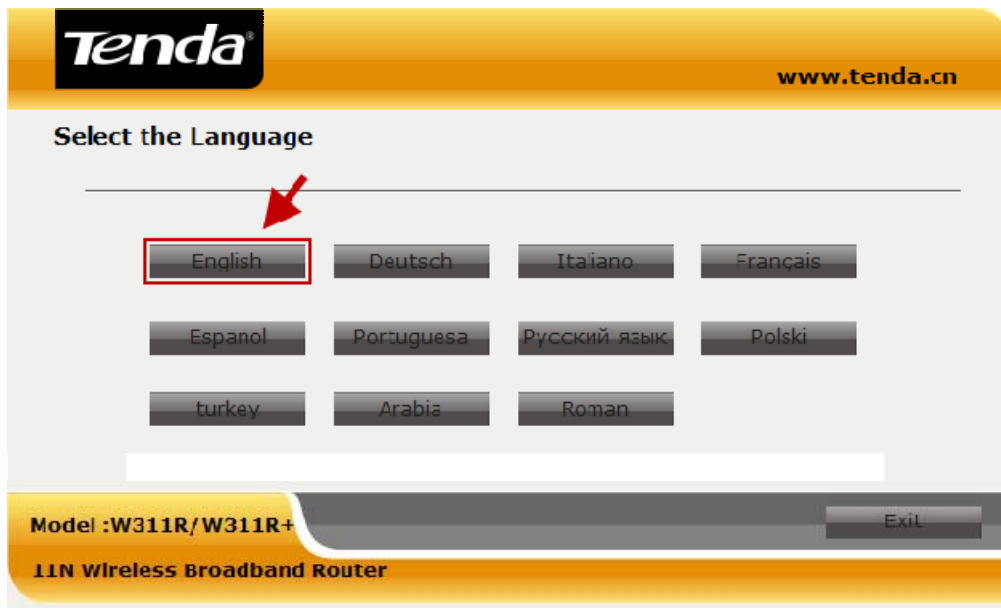 Tenda®
www.tenda.cn
Select the Language
English Deutsch Italiano Français
Espanol Portuguesa Русский язык Polski
turkey Arabia Roman
Model :W311R/W311R+
Exit
11N Wireless Broadband Router